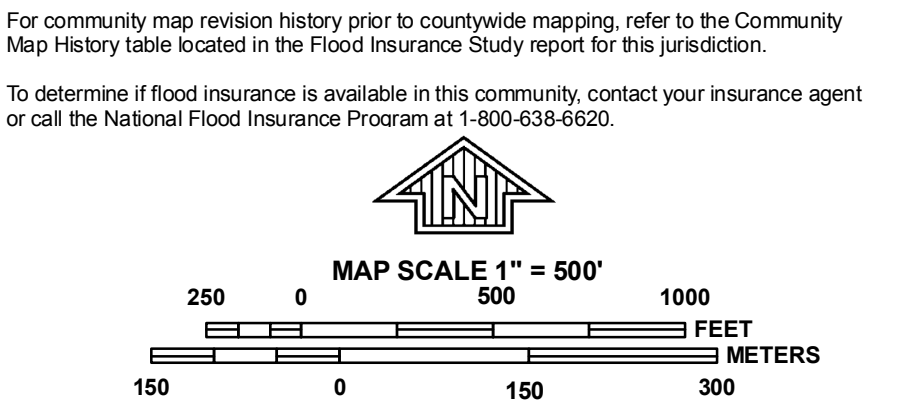 For community map revision history prior to countywide mapping, refer to the Community
Map History table located in the Flood Insurance Study report for this jurisdiction.
To determine if flood insurance is available in this community, contact your insurance agent
or call the National Flood Insurance Program at 1-800-638-6620.
N
MAP SCALE 1" = 500'
250 0 500 1000
FEET
METERS
150 0 150 300